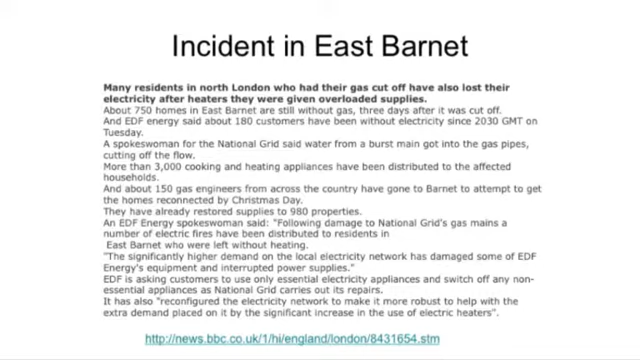 Incident in East Barnet
Many residents in north London who had their gas cut off have also lost their
electricity after heaters they were given overloaded supplies.
About 750 homes in East Barnet are still without gas, three days after it was cut off.
And EDF energy said about 180 customers have been without electricity since 2030 GMT on
Tuesday.
A spokeswoman for the National Grid said water from a burst main got into the gas pipes,
cutting off the flow.
More than 3,000 cooking and heating appliances have been distributed to the affected
households.
And about 150 gas engineers from across the country have gone to Barnet to attempt to get
the homes reconnected by Christmas Day.
They have already restored supplies to 980 properties.
An EDF Energy spokeswoman said: "Following damage to National Grid's gas mains a
number of electric fires have been distributed to residents in
East Barnet who were left without heating.
"The significantly higher demand on the local electricity network has damaged some of EDF
Energy's equipment and interrupted power supplies."
EDF is asking customers to use only essential electricity appliances and switch off any non-
essential appliances as National Grid carries out its repairs.
It has also "reconfigured the electricity network to make it more robust to help with the
extra demand placed on it by the significant increase in the use of electric heaters".
http://news.bbc.co.uk/1/hi/england/london/8431654.stm